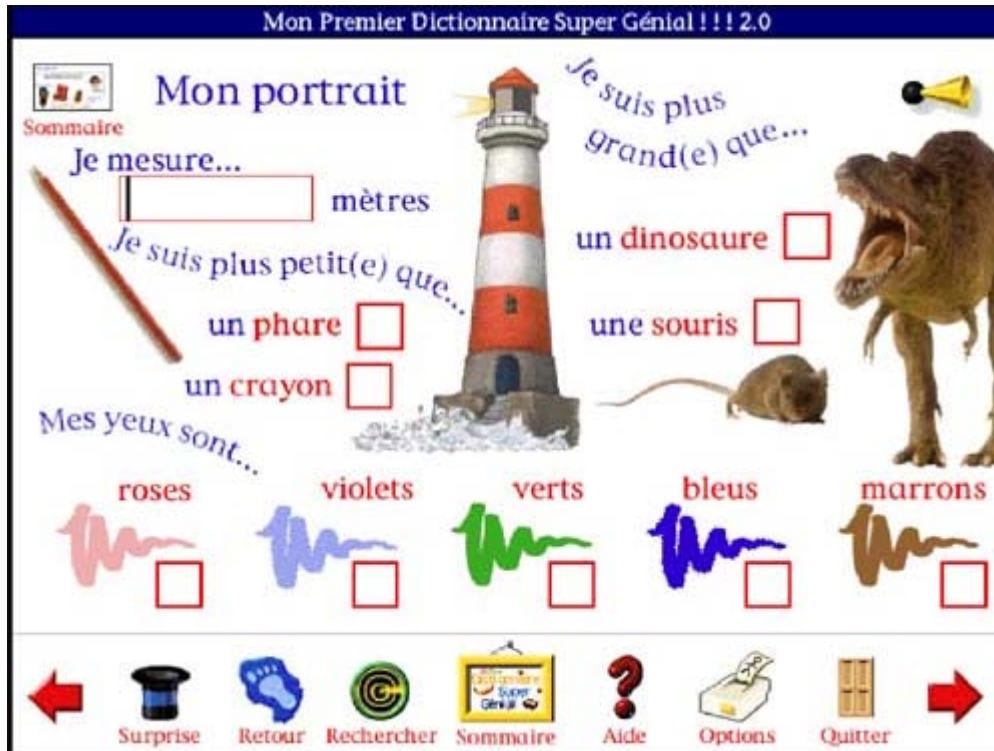 Mon Premier Dictionnaire Super Génial ! ! ! 2.0
Mon portrait
Sommaire
Je mesure...
mètres
Je suis plus petit(e) que...
un phare
un crayon
Je suis plus
grand(e) que...
un dinosaure
une souris
Mes yeux sont...
roses violets verts bleus marrons
Super
Génial
Surprise Retour Rechercher Sommaire Aide Options Quitter